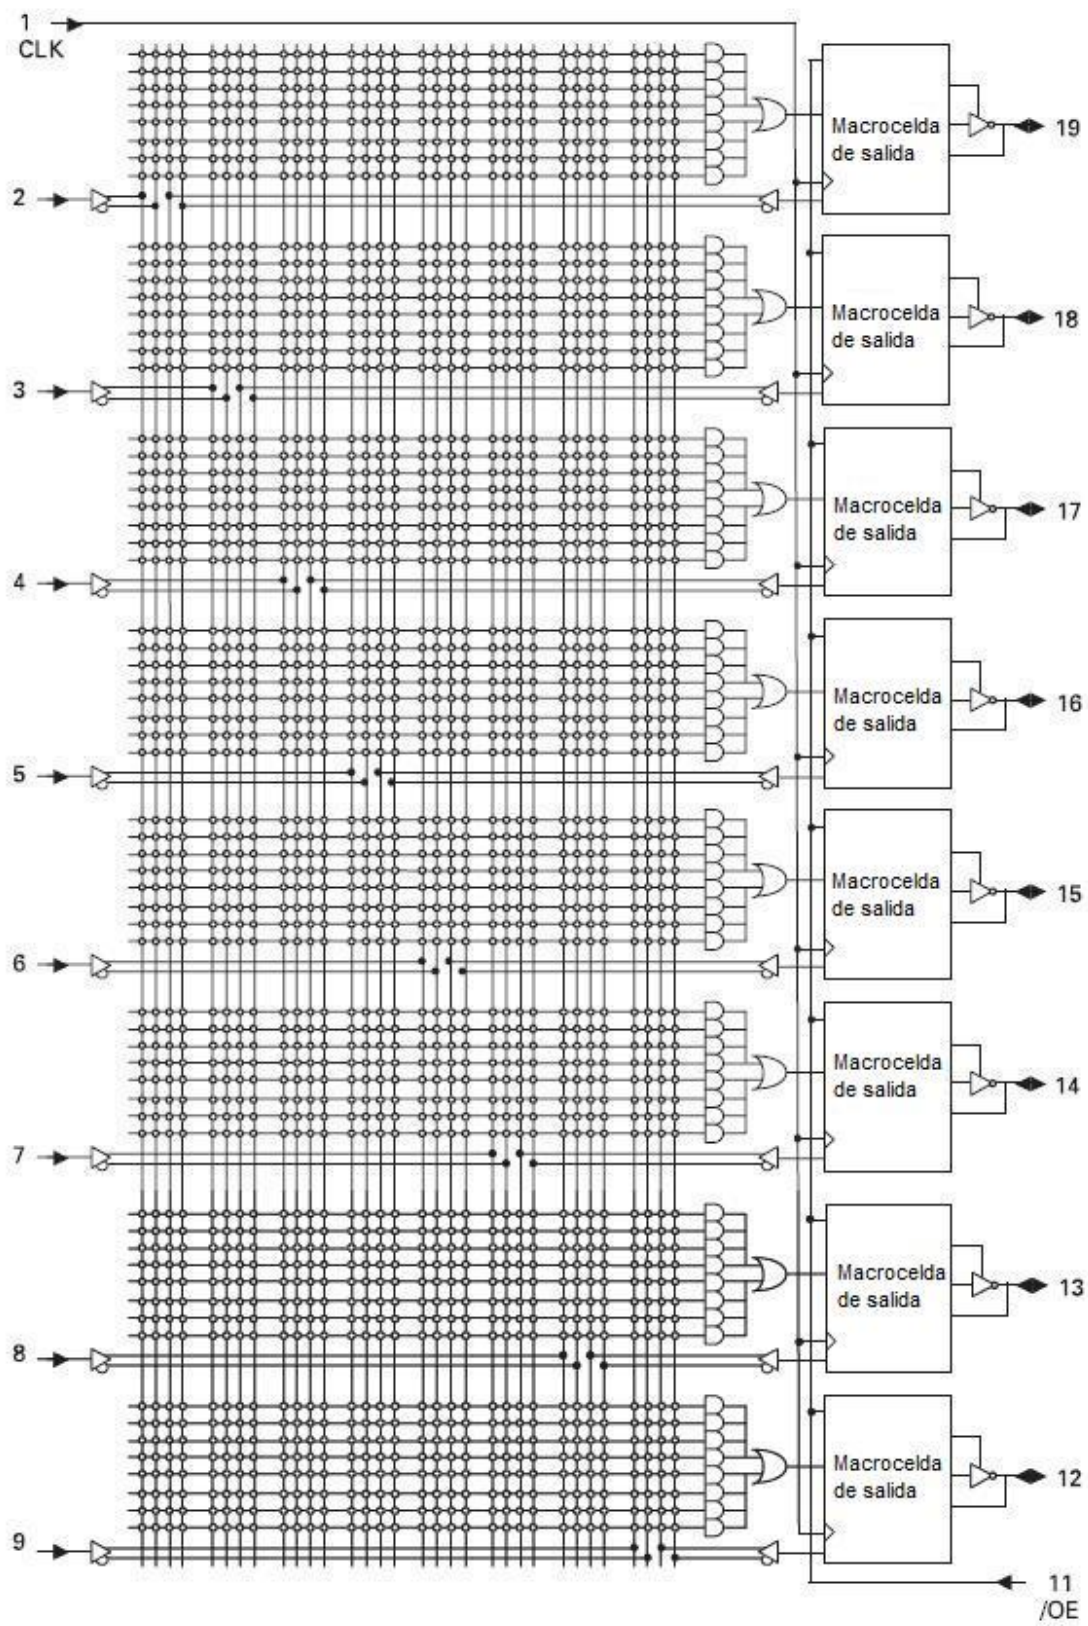 1
CLK
Macrocelda
de salida
19
2
Macrocelda
de salida
18
3
Macrocelda
de salida
17
4
Macrocelda
de salida
16
5
Macrocelda
de salida
15
6
Macrocelda
de salida
14
7
Macrocelda
de salida
13
8
Macrocelda
de salida
12
9
11
/OE